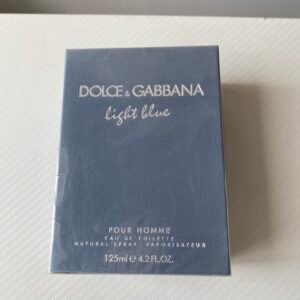 DOLCE & GABBANA
light blue
POUR HOMME
EAU DE TOILETTE
NATURAL SPRAY · VAPORISATEUR
125ml e 4.2 FL.OZ.